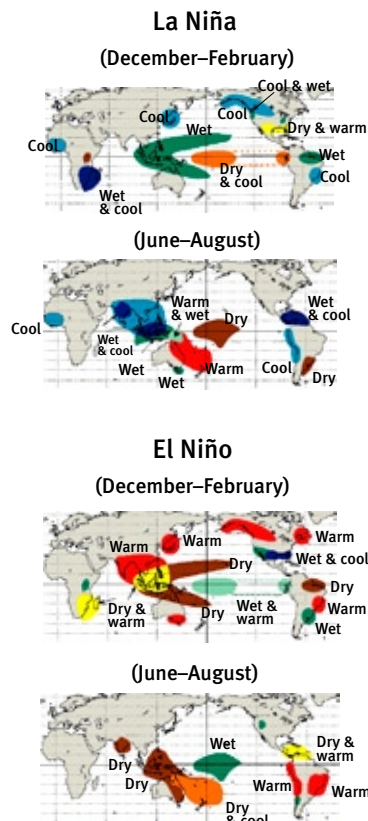 La Niña
(December–February)
Cool & wet
Cool
Cool
Dry & warm
Cool
Wet
Wet
Dry
& cool
Cool
Wet
& cool
(June–August)
Warm
& wet
Dry
Wet
& cool
Cool
Wet
& cool
Wet
Wet
Warm
Cool
Dry
El Niño
(December–February)
Warm
Warm
Warm
Dry
Wet & cool
Dry
Dry &
warm
Dry
Wet &
warm
Warm
Wet
(June–August)
Wet
Dry &
warm
Dry
Dry
Warm
Warm
Dry
& cool